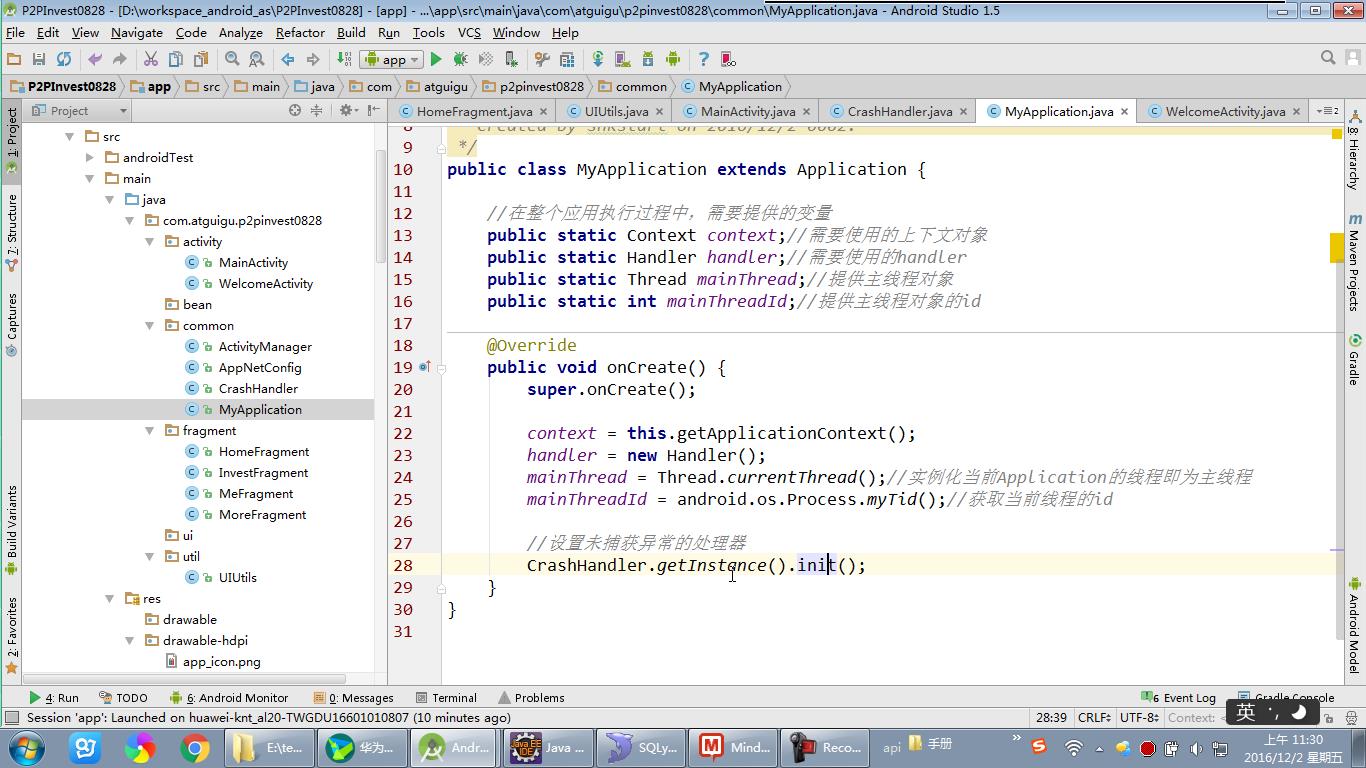 P2PInvest0828 - [D:\workspace_android_as\P2PInvest0828] - [app] - ...\app\src\main\java\com\atguigu\p2pinvest0828\common\MyApplication.java - Android Studio 1.5
File Edit View Navigate Code Analyze Refactor Build Run Tools VCS Window Help
app
P2PInvest0828 app src main java com atguigu p2pinvest0828 common MyApplication
Project
HomeFragment.java UIUtils.java MainActivity.java CrashHandler.java MyApplication.java WelcomeActivity.java
1: Project
7: Structure
Captures
Build Variants
2: Favorites
src
androidTest
main
java
com.atguigu.p2pinvest0828
activity
MainActivity
WelcomeActivity
bean
common
ActivityManager
AppNetConfig
CrashHandler
MyApplication
fragment
HomeFragment
InvestFragment
MeFragment
MoreFragment
ui
util
UIUtils
res
drawable
drawable-hdpi
app_icon.png
8 Created by shkstart on 2016/12/2 0002.
9 */
10 public class MyApplication extends Application {
11
12 //在整个应用执行过程中，需要提供的变量
13 public static Context context;//需要使用的上下文对象
14 public static Handler handler;//需要使用的handler
15 public static Thread mainThread;//提供主线程对象
16 public static int mainThreadId;//提供主线程对象的id
17
18 @Override
19 public void onCreate() {
20 super.onCreate();
21
22 context = this.getApplicationContext();
23 handler = new Handler();
24 mainThread = Thread.currentThread();//实例化当前Application的线程即为主线程
25 mainThreadId = android.os.Process.myTid();//获取当前线程的id
26
27 //设置未捕获异常的处理器
28 CrashHandler.getInstance().init();
29 }
30 }
31
8: Hierarchy
Maven Projects
Gradle
Android Model
4: Run TODO 6: Android Monitor 0: Messages Terminal Problems 6 Event Log Gradle Console
Session 'app': Launched on huawei-knt_al20-TWGDU16601010807 (10 minutes ago) 28:39 CRLF UTF-8 Context:
英
E:\te... 华为... Andr... Java ... SQLy... Mind... Reco... api 手册
上午 11:30
2016/12/2 星期五